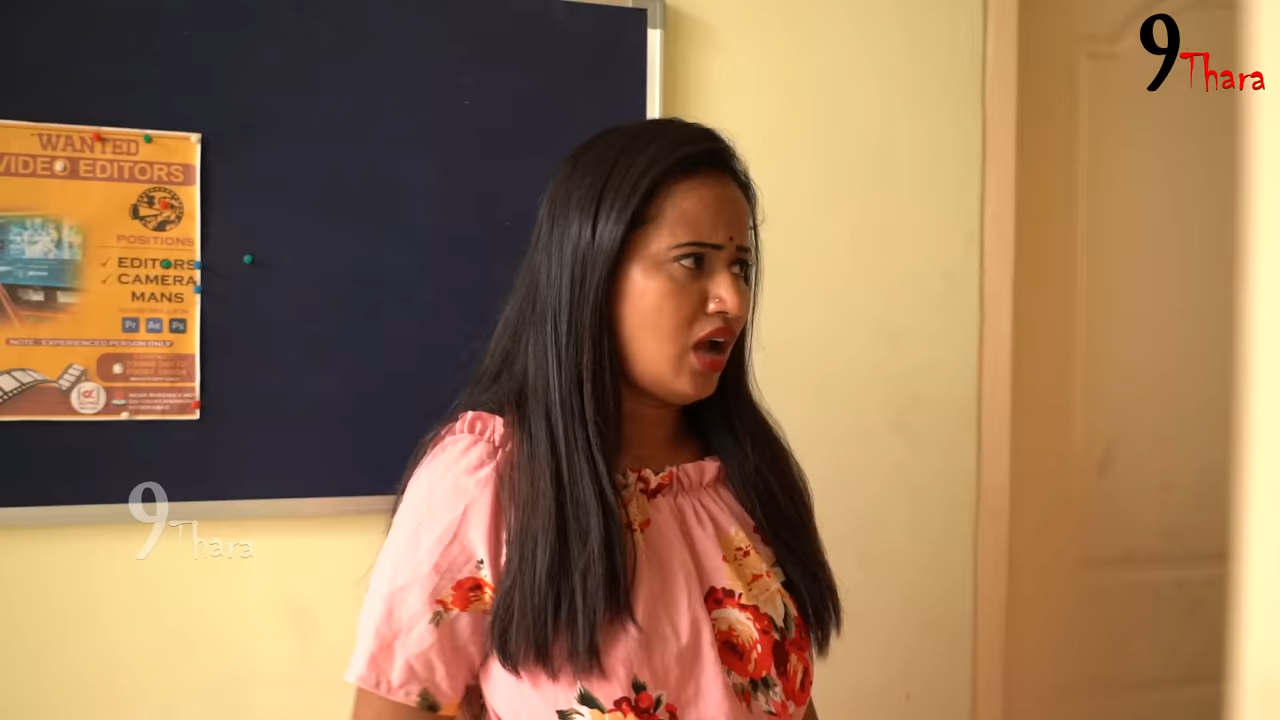 9
Thara
WANTED
VIDEO EDITORS
POSITIONS
✓ EDITORS
✓ CAMERA
MANS
Pr Ae Ps
NOTE : EXPERIENCED PERSON ONLY
9
Thara